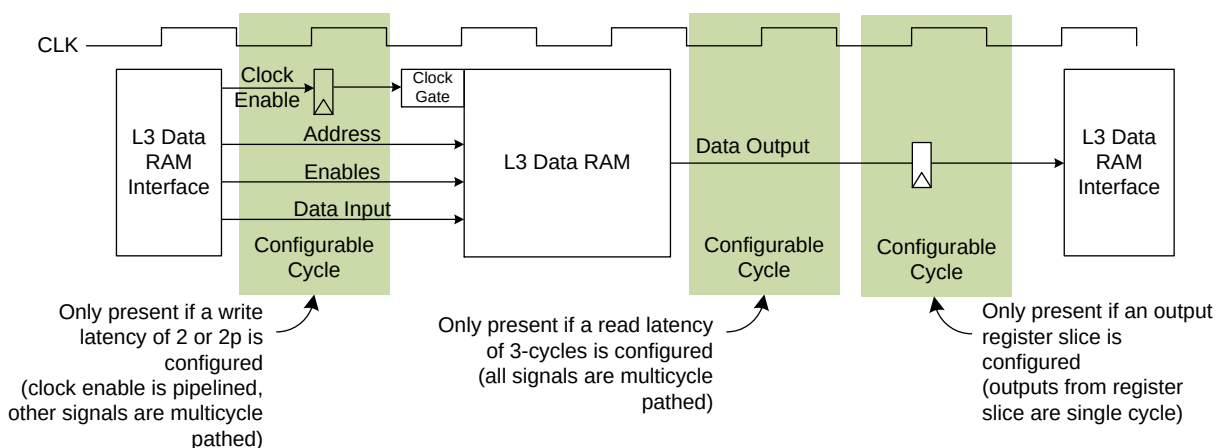 CLK
Clock
Enable
Clock
Gate
L3 Data
RAM
Interface
Address
Enables
Data Input
L3 Data RAM
Data Output
L3 Data
RAM
Interface
Configurable
Cycle
Configurable
Cycle
Configurable
Cycle
Only present if a write
latency of 2 or 2p is
configured
(clock enable is pipelined,
other signals are multicycle
pathed)
Only present if a read latency
of 3-cycles is configured
(all signals are multicycle
pathed)
Only present if an output
register slice is
configured
(outputs from register
slice are single cycle)